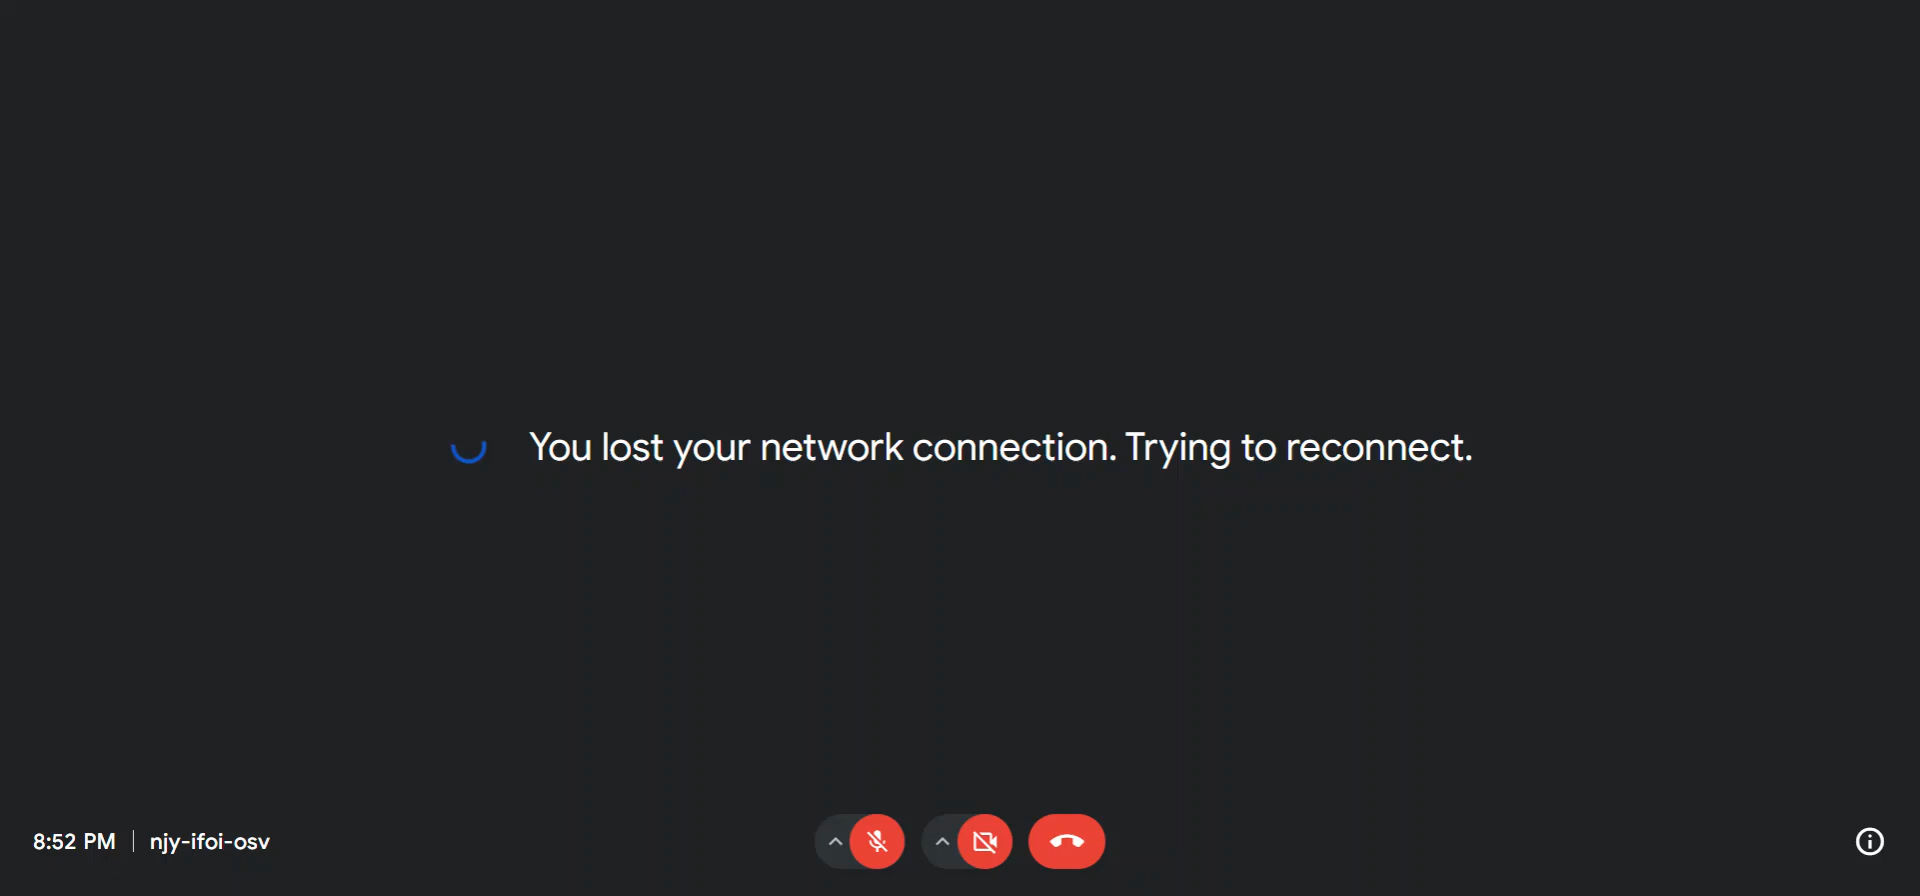 You lost your network connection. Trying to reconnect.
8:52 PM | njy-ifoi-osv